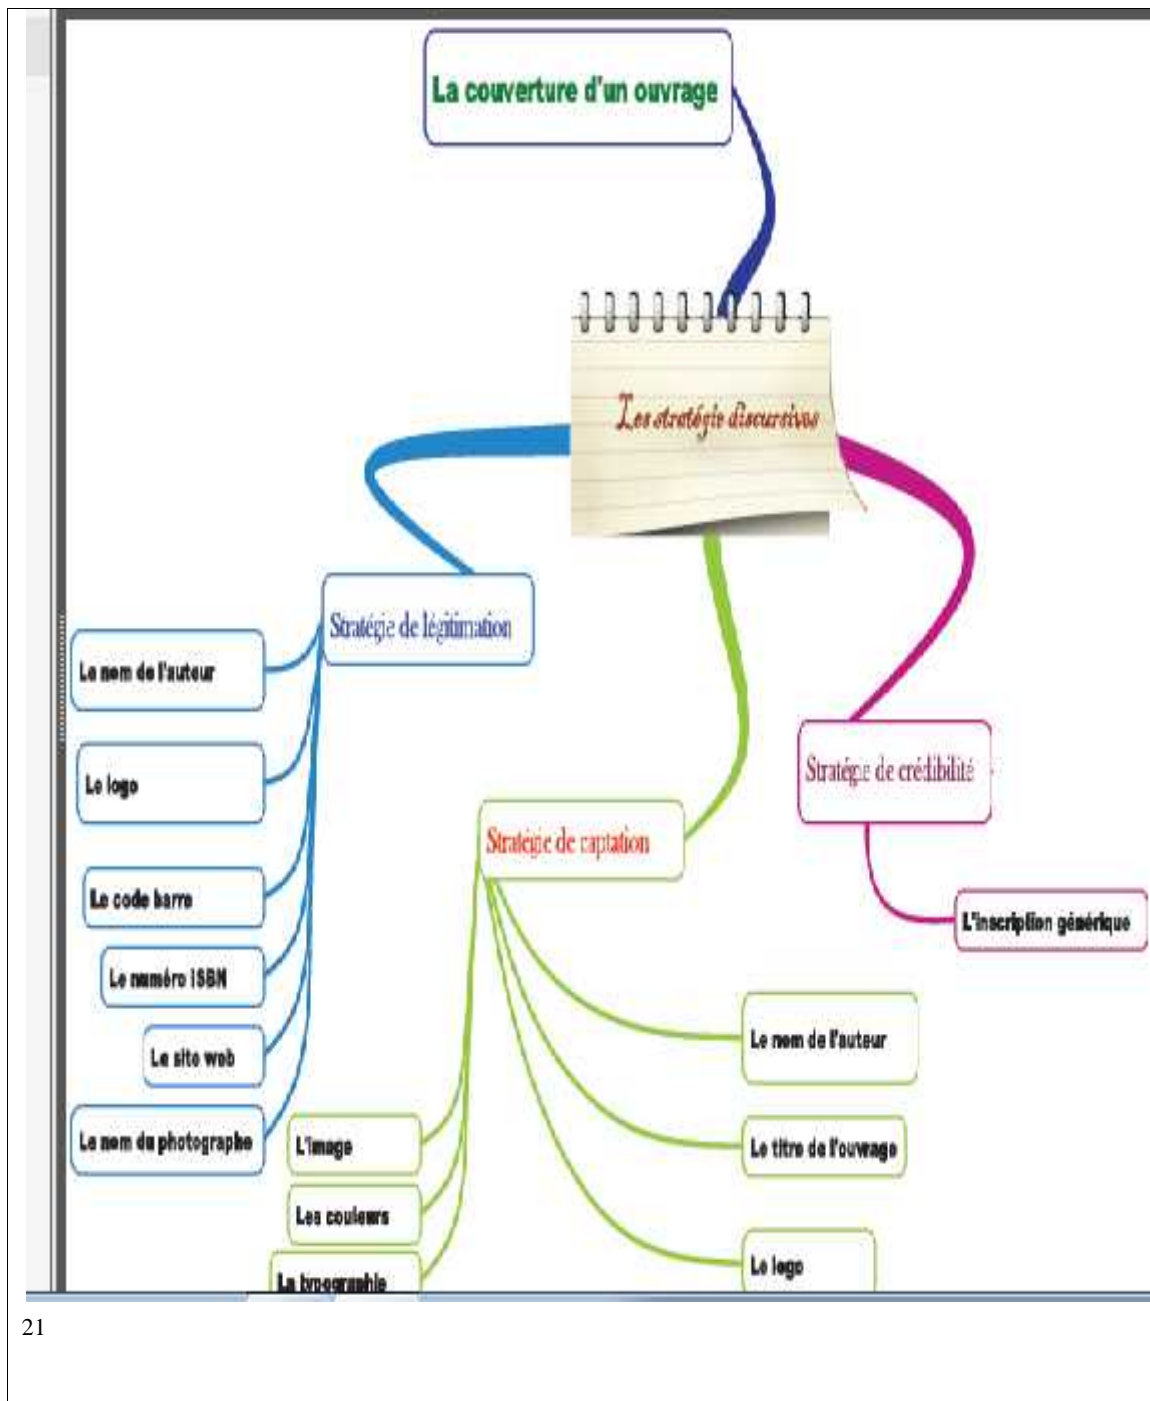 La couverture d'un ouvrage
Les stratégie discursives
Stratégie de légitimation
Le nom de l'auteur
Le logo
Le code barre
Le numéro ISBN
Le site web
Le nom du photographe
Stratégie de captation
L'image
Les couleurs
La typographie
Le nom de l'auteur
Le titre de l'ouvrage
Le logo
Stratégie de crédibilité
L'inscription générique
21